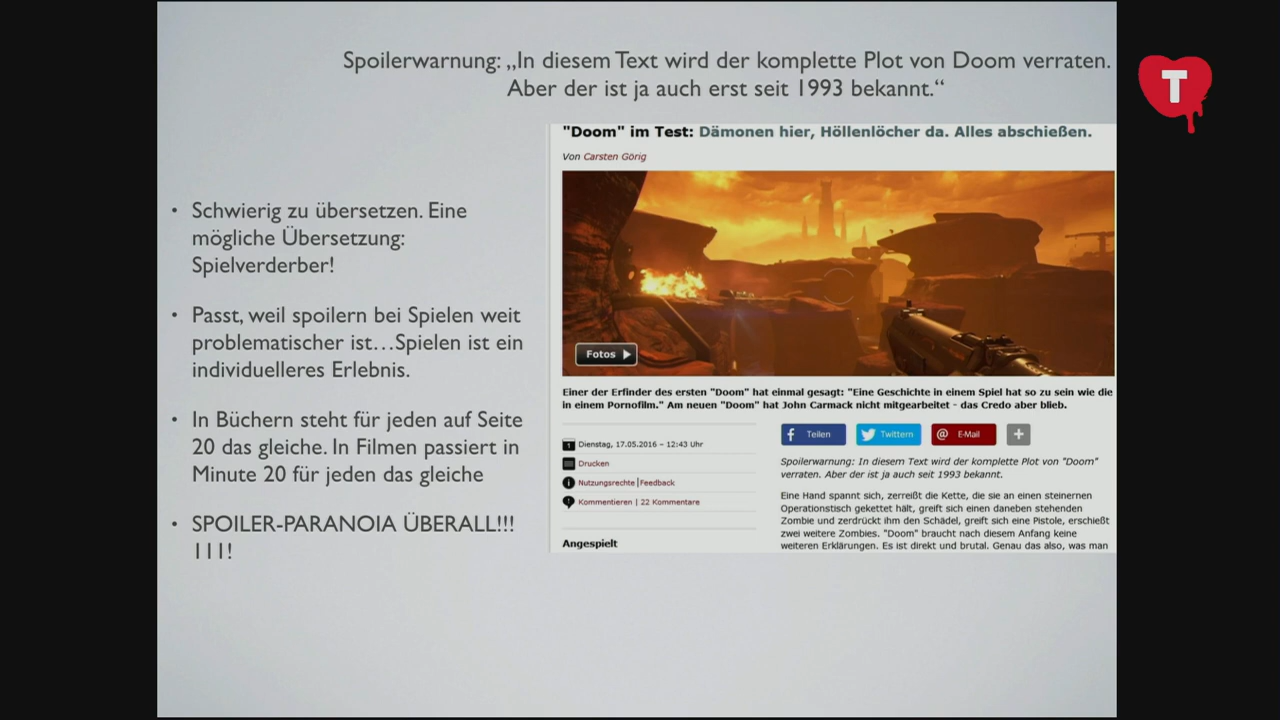 Spoilerwarnung: „In diesem Text wird der komplette Plot von Doom verraten.
Aber der ist ja auch erst seit 1993 bekannt.“
T
"Doom" im Test: Dämonen hier, Höllenlöcher da. Alles abschießen.
Von Carsten Görig
• Schwierig zu übersetzen. Eine
mögliche Übersetzung:
Spielverderber!
• Passt, weil spoilern bei Spielen weit
problematischer ist…Spielen ist ein
individuelleres Erlebnis.
• In Büchern steht für jeden auf Seite
20 das gleiche. In Filmen passiert in
Minute 20 für jeden das gleiche
• SPOILER-PARANOIA ÜBERALL!!!
111!
Fotos
Einer der Erfinder des ersten "Doom" hat einmal gesagt: "Eine Geschichte in einem Spiel hat so zu sein wie die
in einem Pornofilm." Am neuen "Doom" hat John Carmack nicht mitgearbeitet - das Credo aber blieb.
Dienstag, 17.05.2016 – 12:43 Uhr
Drucken
Nutzungsrechte | Feedback
Kommentieren | 22 Kommentare
Angespielt
Teilen
Twittern
@ E-Mail
+
Spoilerwarnung: In diesem Text wird der komplette Plot von "Doom"
verraten. Aber der ist ja auch seit 1993 bekannt.
Eine Hand spannt sich, zerreißt die Kette, die sie an einen steinernen
Operationstisch gekettet hält, greift sich einen daneben stehenden
Zombie und zerdrückt ihm den Schädel, greift sich eine Pistole, erschießt
zwei weitere Zombies. "Doom" braucht nach diesem Anfang keine
weiteren Erklärungen. Es ist direkt und brutal. Genau das also, was man